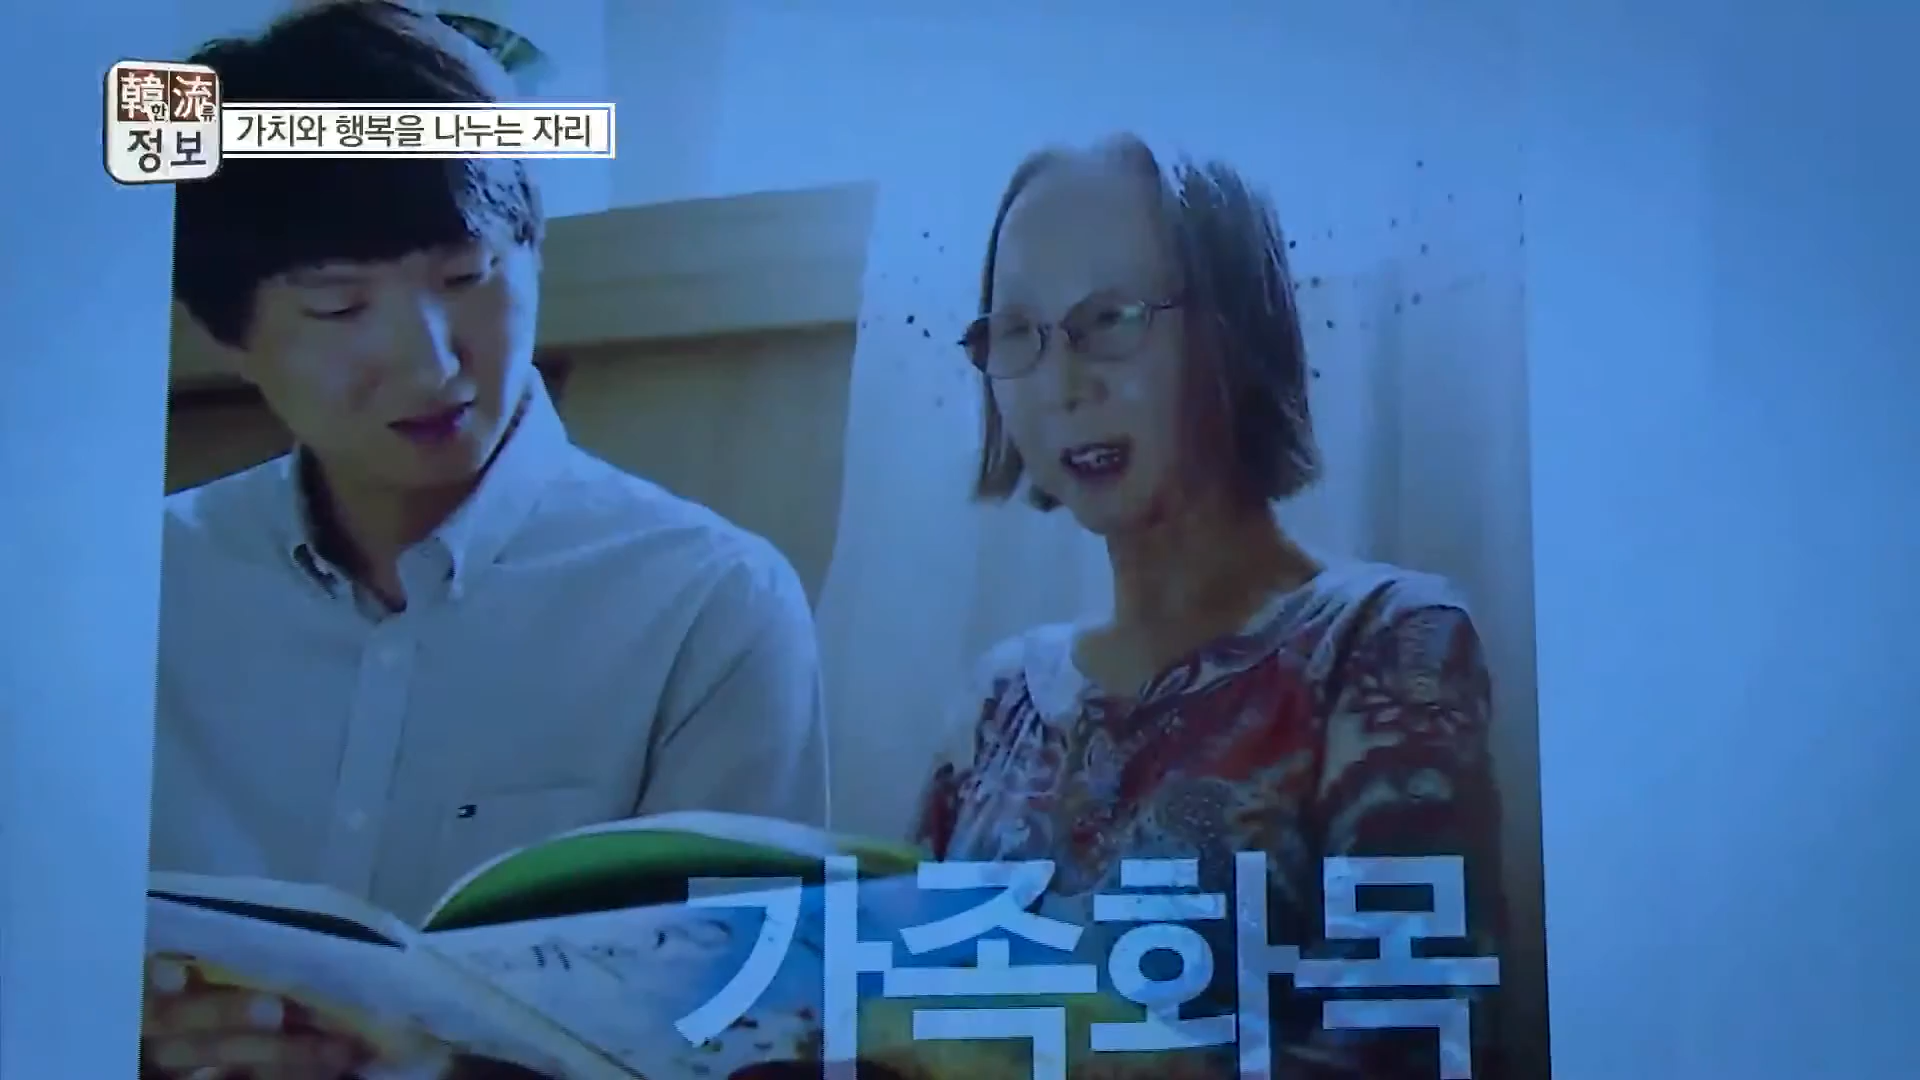 韓流
한류
정보
가치와 행복을 나누는 자리
가족화목